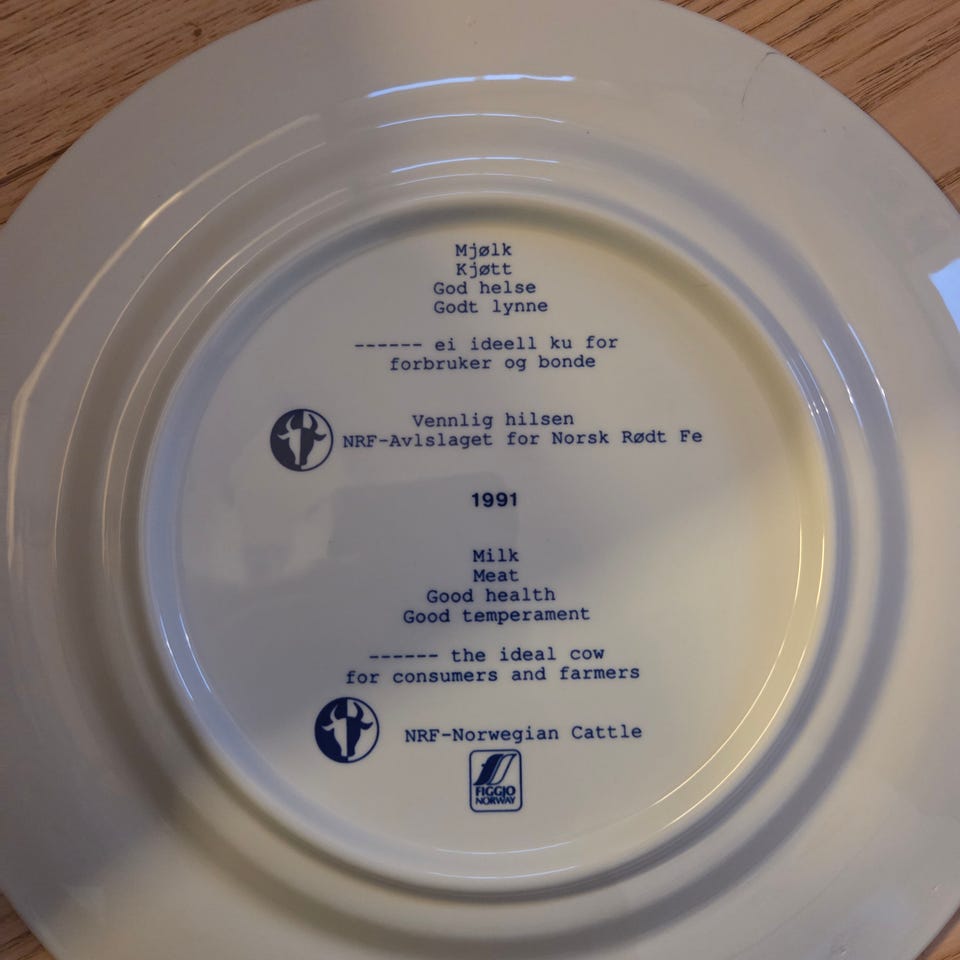 Mjølk
Kjøtt
God helse
Godt lynne
------ ei ideell ku for
forbruker og bonde
Vennlig hilsen
NRF-Avlslaget for Norsk Rødt Fe
1991
Milk
Meat
Good health
Good temperament
------ the ideal cow
for consumers and farmers
NRF-Norwegian Cattle
FIGGJO
NORWAY